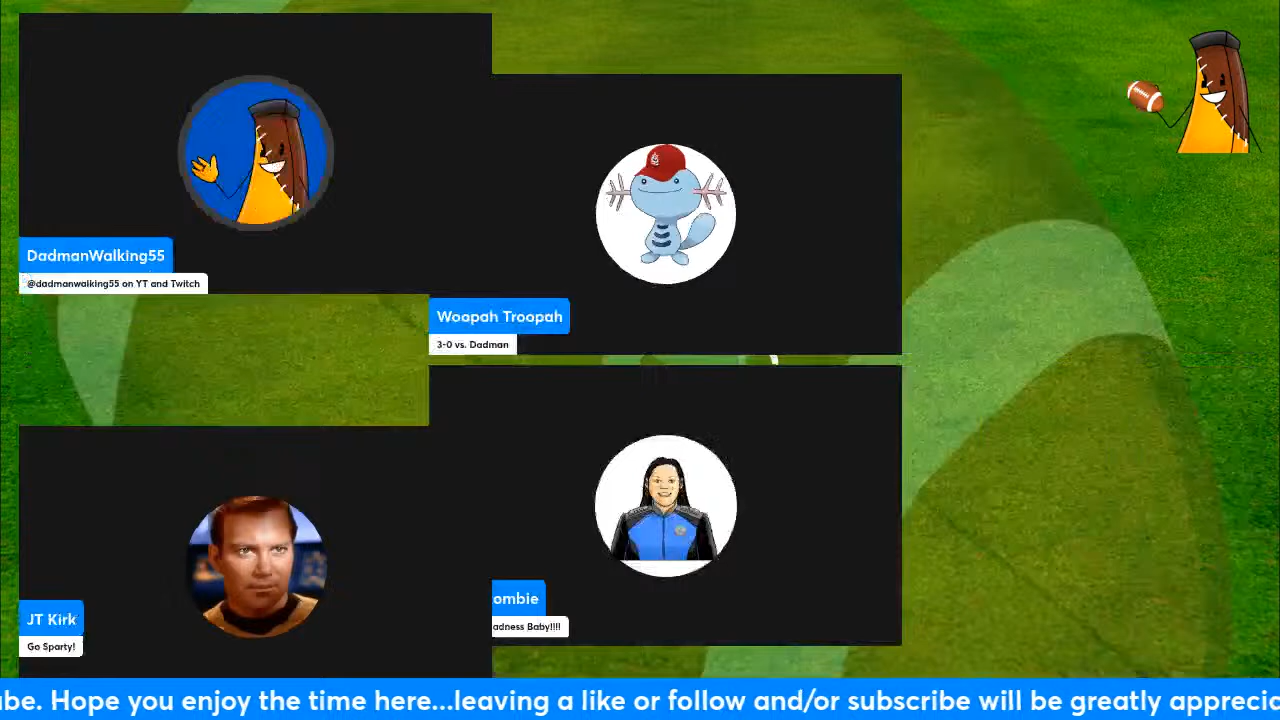 DadmanWalking55
@dadmanwalking55 on YT and Twitch
Woapah Troopah
3-0 vs. Dadman
JT Kirk
Go Sparty!
ombie
adness Baby!!!!
ube. Hope you enjoy the time here...leaving a like or follow and/or subscribe will be greatly apprecia